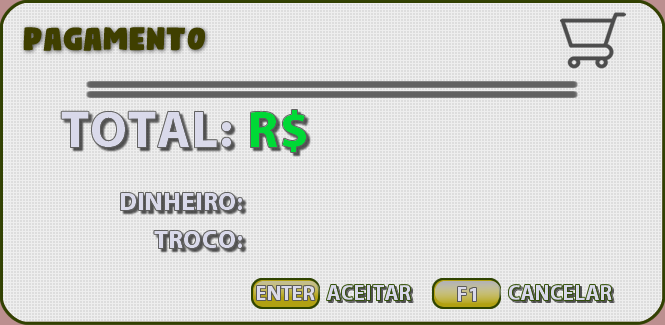 PAGAMENTO
TOTAL: R$
DINHEIRO:
TROCO:
ENTER ACEITAR F1 CANCELAR